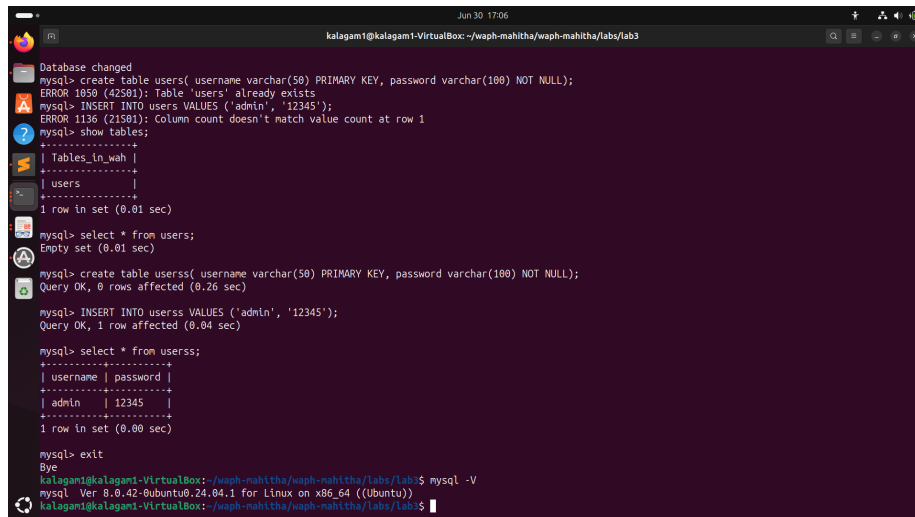 Jun 30 17:06
kalagam1@kalagam1-VirtualBox: ~/waph-mahitha/waph-mahitha/labs/lab3
Database changed
mysql> create table users( username varchar(50) PRIMARY KEY, password varchar(100) NOT NULL);
ERROR 1050 (42S01): Table 'users' already exists
mysql> INSERT INTO users VALUES ('admin', '12345');
ERROR 1136 (21S01): Column count doesn't match value count at row 1
mysql> show tables;
+---------------+
| Tables_in_wah |
+---------------+
| users         |
+---------------+
1 row in set (0.01 sec)
mysql> select * from users;
Empty set (0.01 sec)
mysql> create table userss( username varchar(50) PRIMARY KEY, password varchar(100) NOT NULL);
Query OK, 0 rows affected (0.26 sec)
mysql> INSERT INTO userss VALUES ('admin', '12345');
Query OK, 1 row affected (0.04 sec)
mysql> select * from userss;
+----------+----------+
| username | password |
+----------+----------+
| admin    | 12345    |
+----------+----------+
1 row in set (0.00 sec)
mysql> exit
Bye
kalagam1@kalagam1-VirtualBox:~/waph-mahitha/waph-mahitha/labs/lab3$ mysql -V
mysql  Ver 8.0.42-0ubuntu0.24.04.1 for Linux on x86_64 ((Ubuntu))
kalagam1@kalagam1-VirtualBox:~/waph-mahitha/waph-mahitha/labs/lab3$